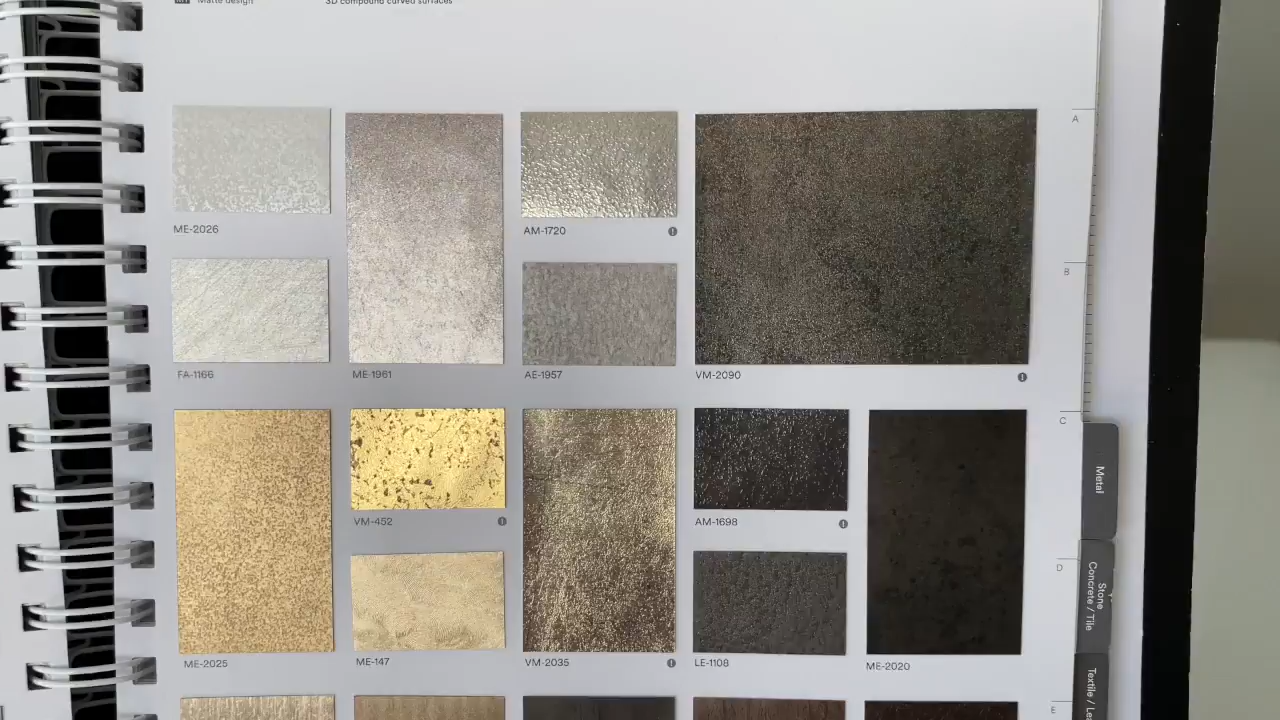 Matte design
3D compound curved surfaces
A
ME-2026
AM-1720
B
FA-1166
ME-1961
AE-1957
VM-2090
C
Metal
VM-452
AM-1698
D
Stone
Concrete / Tile
ME-2025
ME-147
VM-2035
LE-1108
ME-2020
Textile / Lea
E